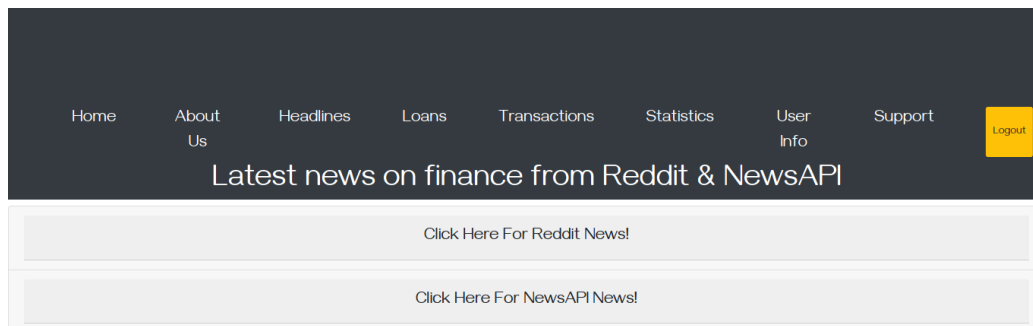 Home About Us Headlines Loans Transactions Statistics User Info Support Logout
Latest news on finance from Reddit & NewsAPI
Click Here For Reddit News!
Click Here For NewsAPI News!